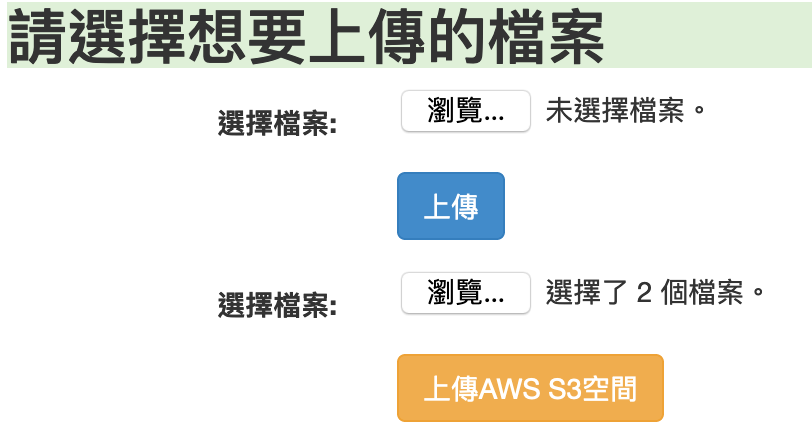 請選擇想要上傳的檔案
選擇檔案: 瀏覽... 未選擇檔案。
上傳
選擇檔案: 瀏覽... 選擇了 2 個檔案。
上傳AWS S3空間